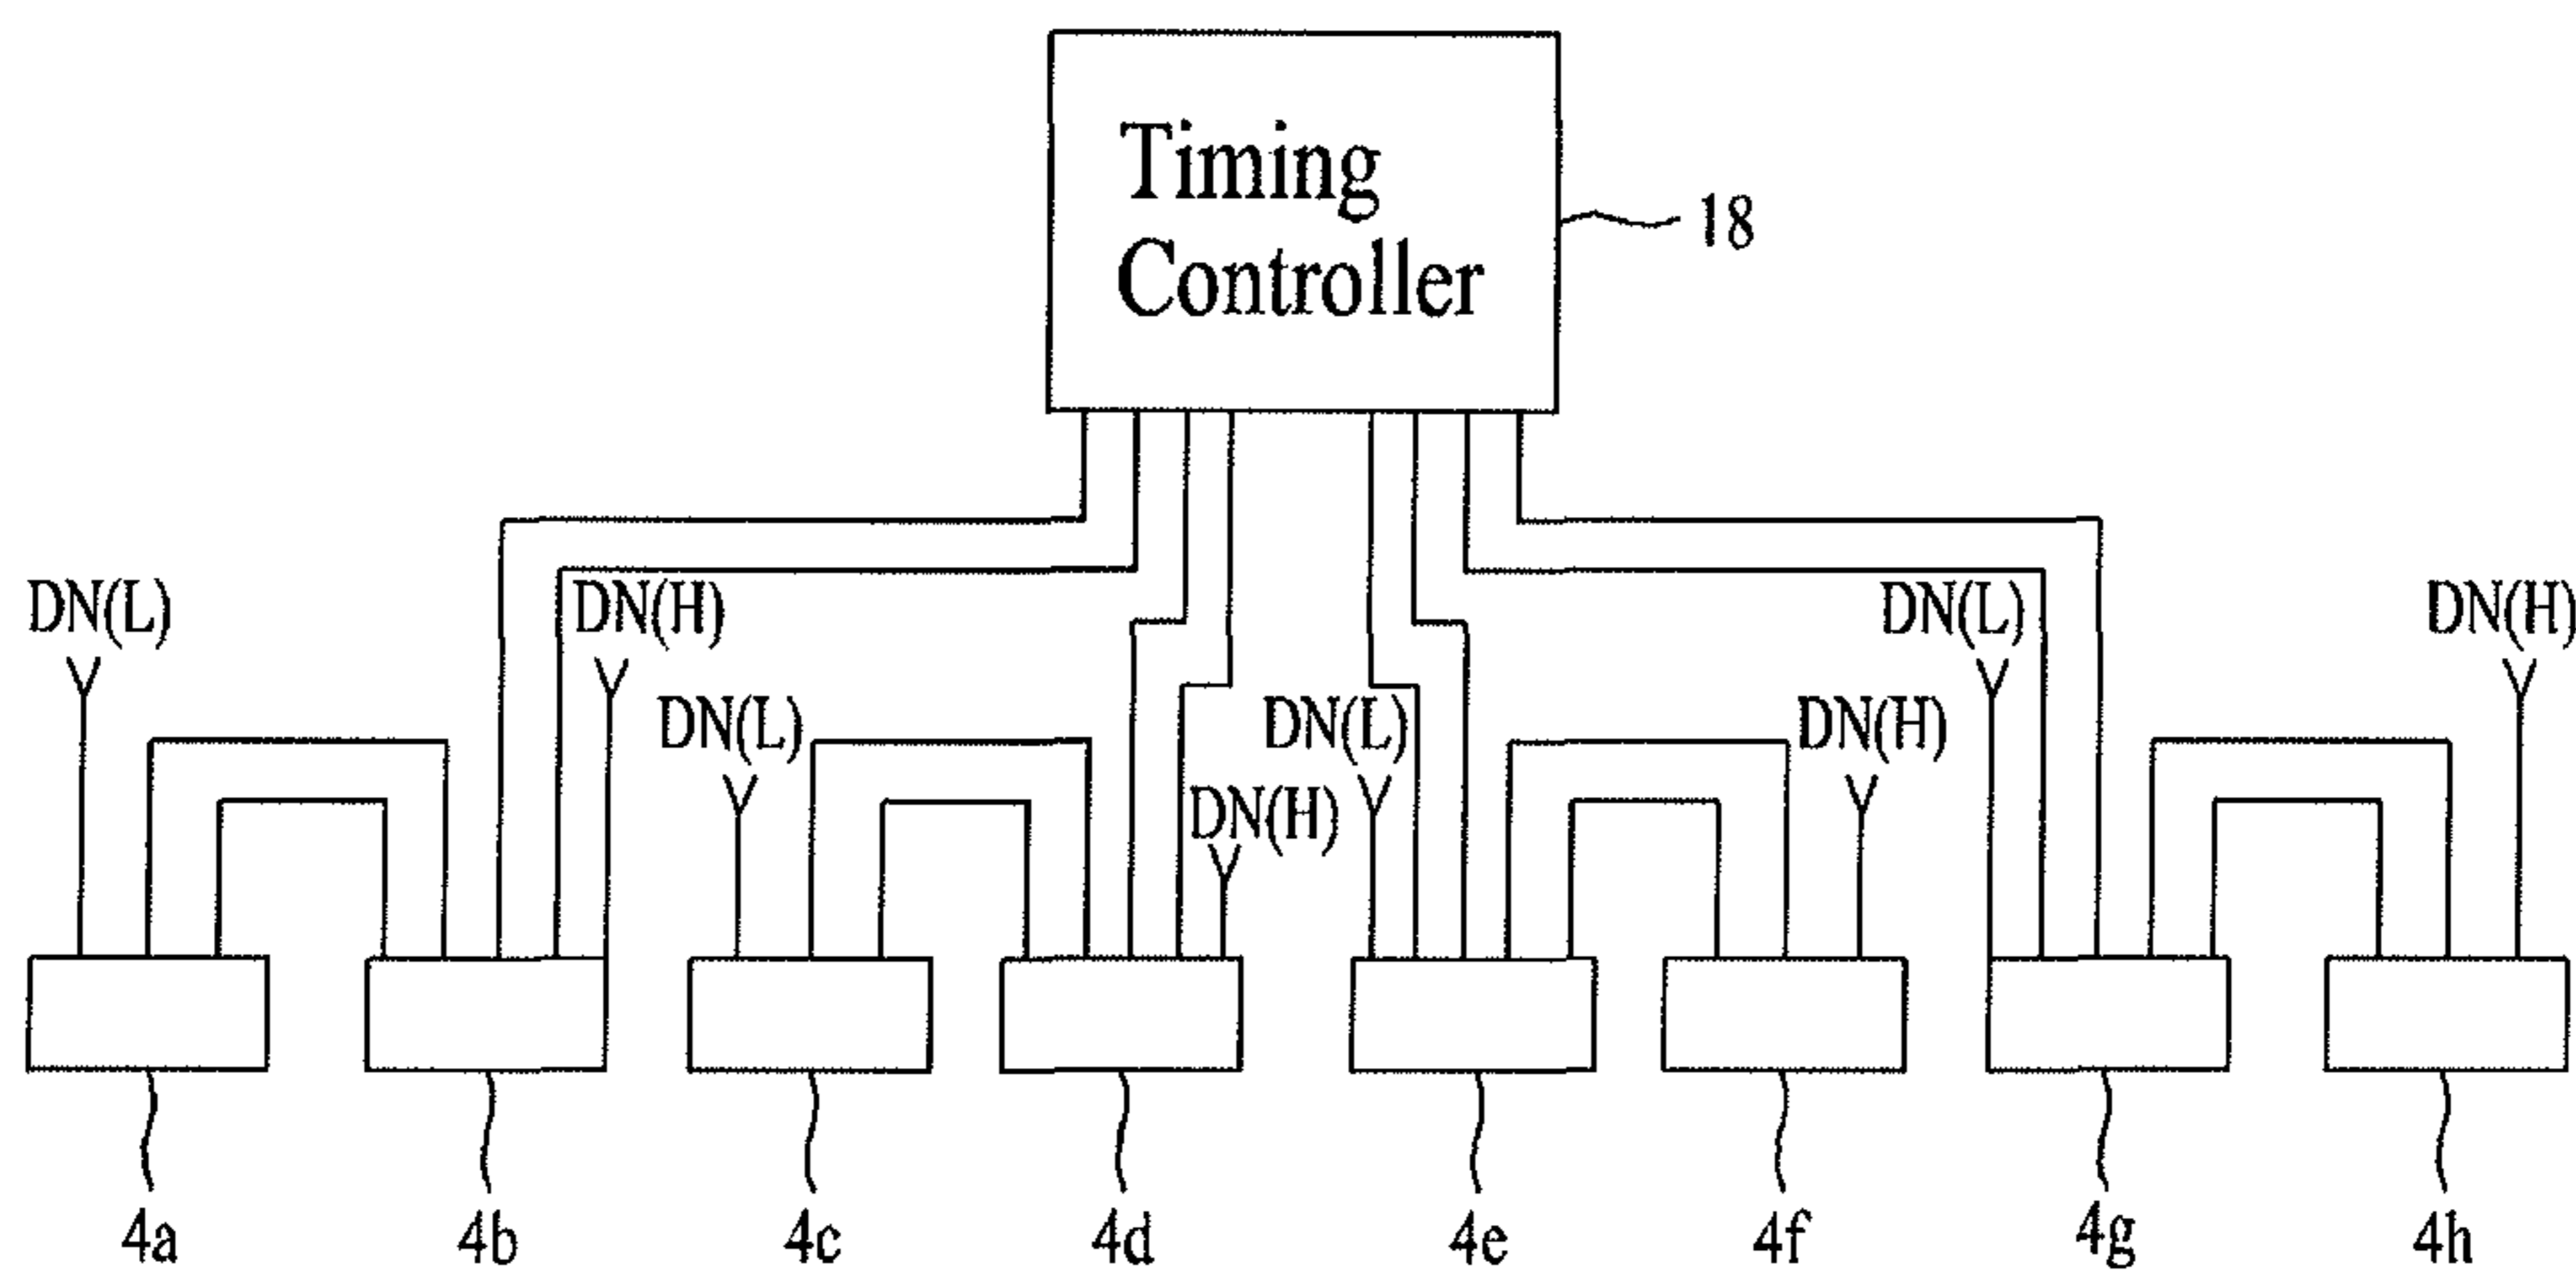 Timing
Controller
18
DN(L)
DN(H)
DN(L)
DN(H)
DN(L)
DN(L)
DN(H)
DN(H)
4a
4b
4c
4d
4e
4f
4g
4h